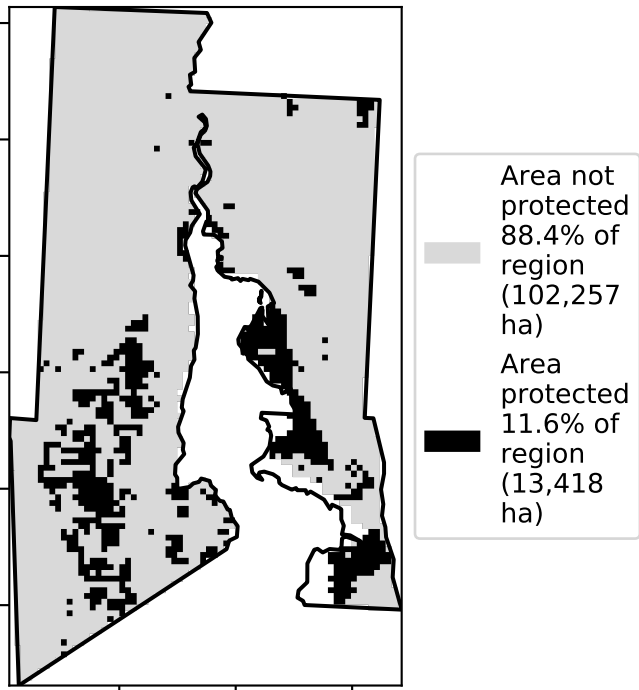 Area not
protected
88.4% of
region
(102,257
ha)
Area
protected
11.6% of
region
(13,418
ha)